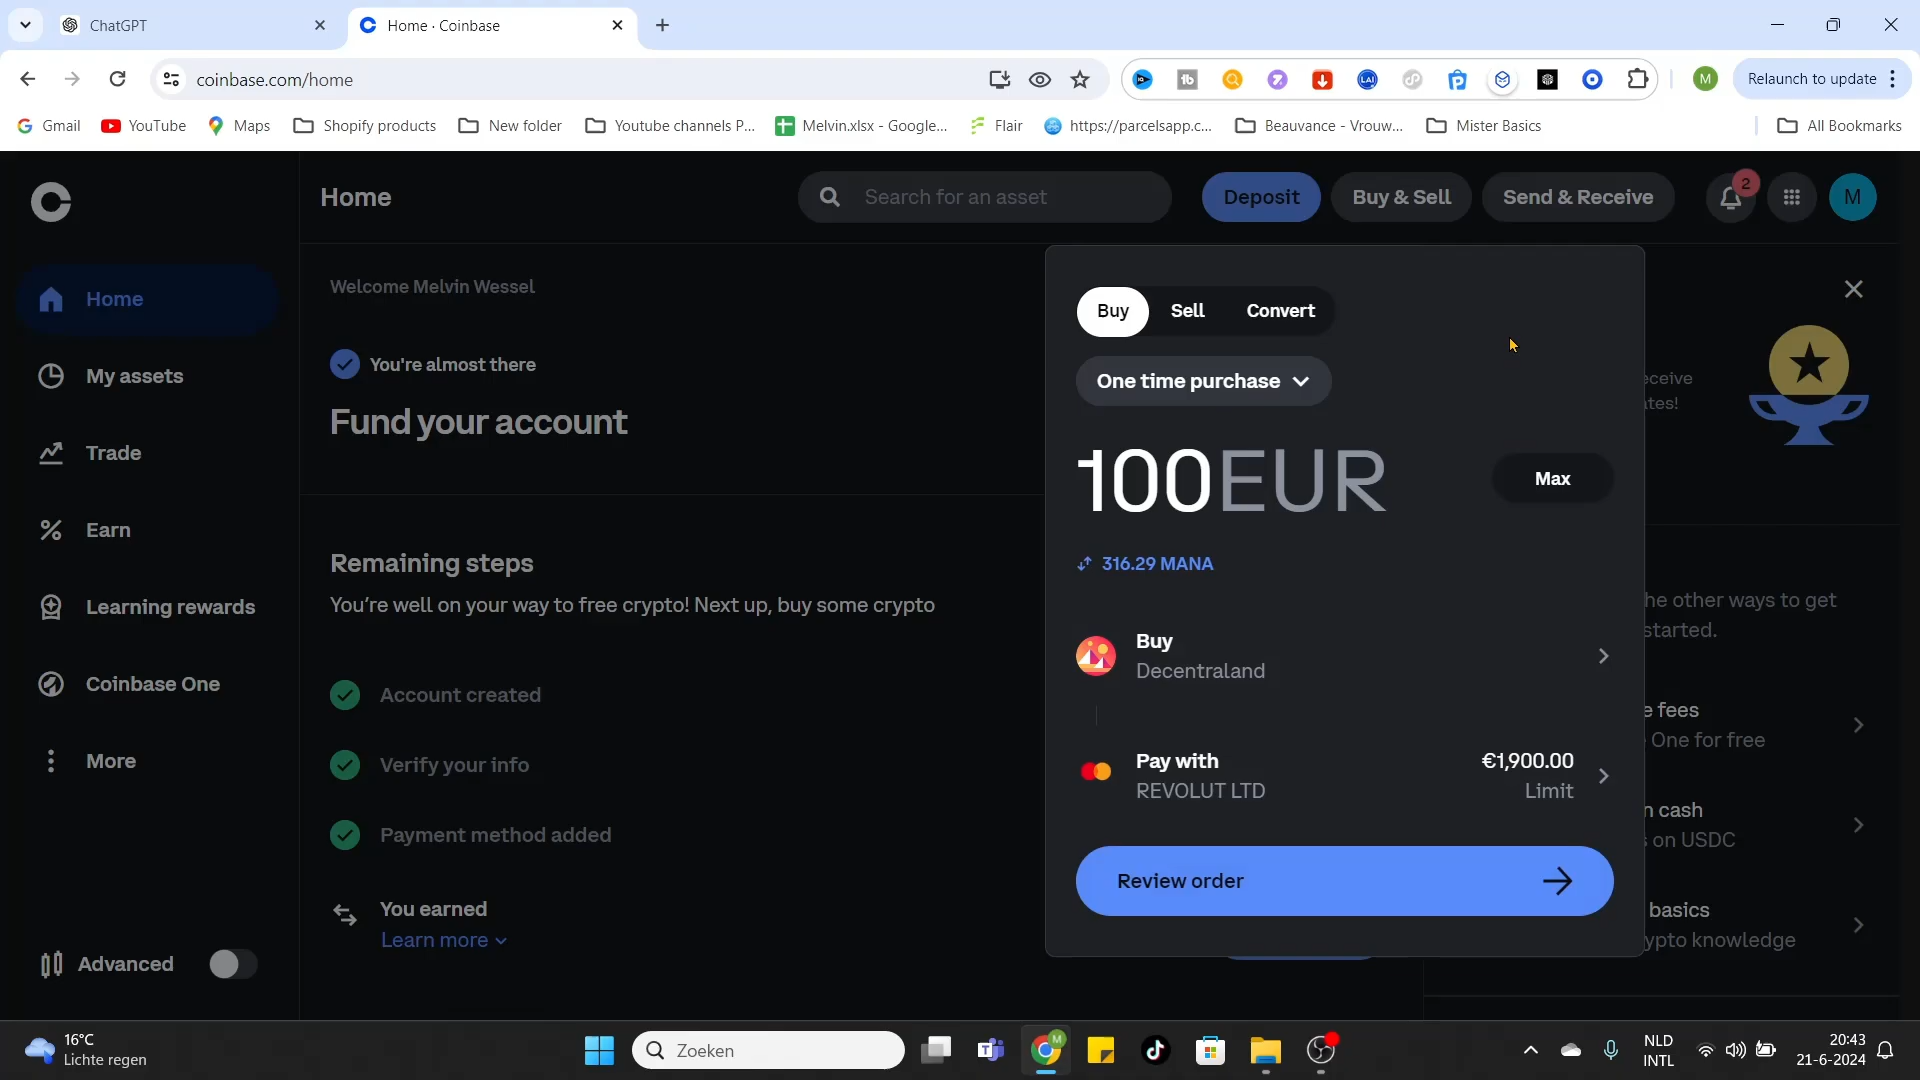 ChatGPT
Home · Coinbase
coinbase.com/home
Relaunch to update
M
Gmail
YouTube
Maps
Shopify products
New folder
Youtube channels P...
Melvin.xlsx - Google...
Flair
https://parcelsapp.c...
Beauvance - Vrouw...
Mister Basics
All Bookmarks
Home
Search for an asset
Deposit
Buy & Sell
Send & Receive
2
M
Home
My assets
Trade
Earn
Learning rewards
Coinbase One
More
Advanced
Welcome Melvin Wessel
You're almost there
Fund your account
Remaining steps
You're well on your way to free crypto! Next up, buy some crypto
Account created
Verify your info
Payment method added
You earned
Learn more
Buy
Sell
Convert
One time purchase
100EUR
Max
316.29 MANA
Buy
Decentraland
Pay with
REVOLUT LTD
€1,900.00
Limit
Review order
eceive
tes!
he other ways to get
started.
e fees
One for free
n cash
on USDC
basics
ypto knowledge
16°C
Lichte regen
Zoeken
NLD
INTL
20:43
21-6-2024